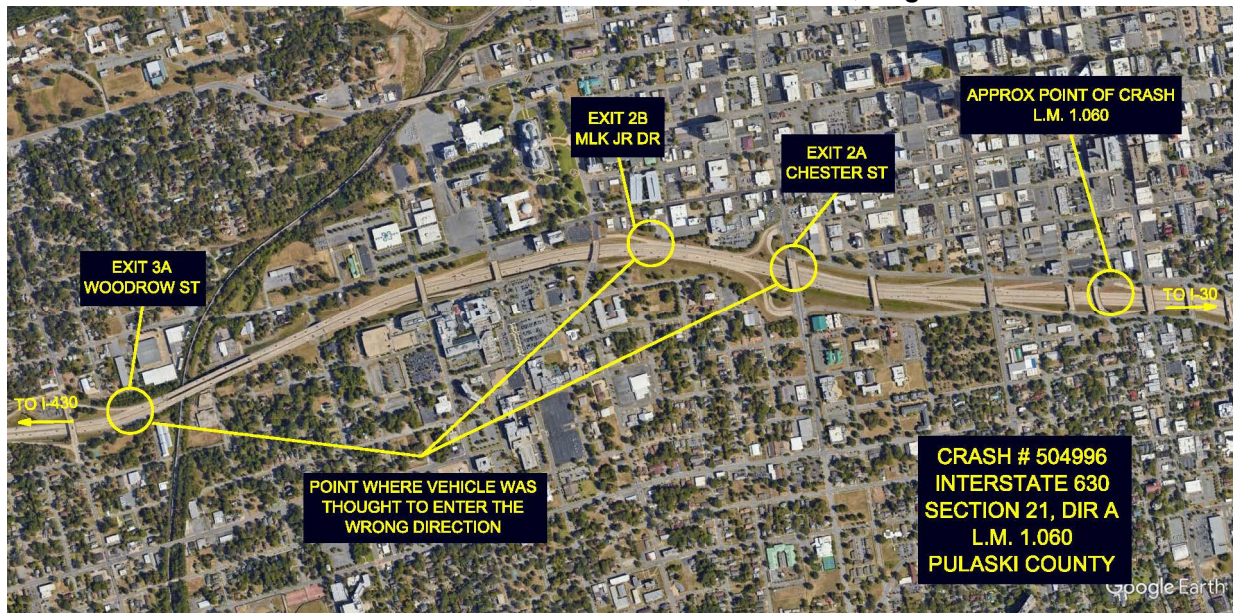 EXIT 2B
MLK JR DR
EXIT 2A
CHESTER ST
APPROX POINT OF CRASH
L.M. 1.060
EXIT 3A
WOODROW ST
TO I-30
TO I-430
POINT WHERE VEHICLE WAS
THOUGHT TO ENTER THE
WRONG DIRECTION
CRASH # 504996
INTERSTATE 630
SECTION 21, DIR A
L.M. 1.060
PULASKI COUNTY
Google Earth